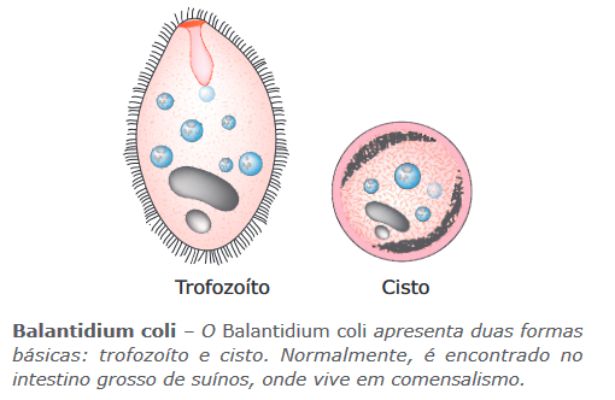 Trofozoíto Cisto
Balantidium coli – O Balantidium coli apresenta duas formas
básicas: trofozoíto e cisto. Normalmente, é encontrado no
intestino grosso de suínos, onde vive em comensalismo.